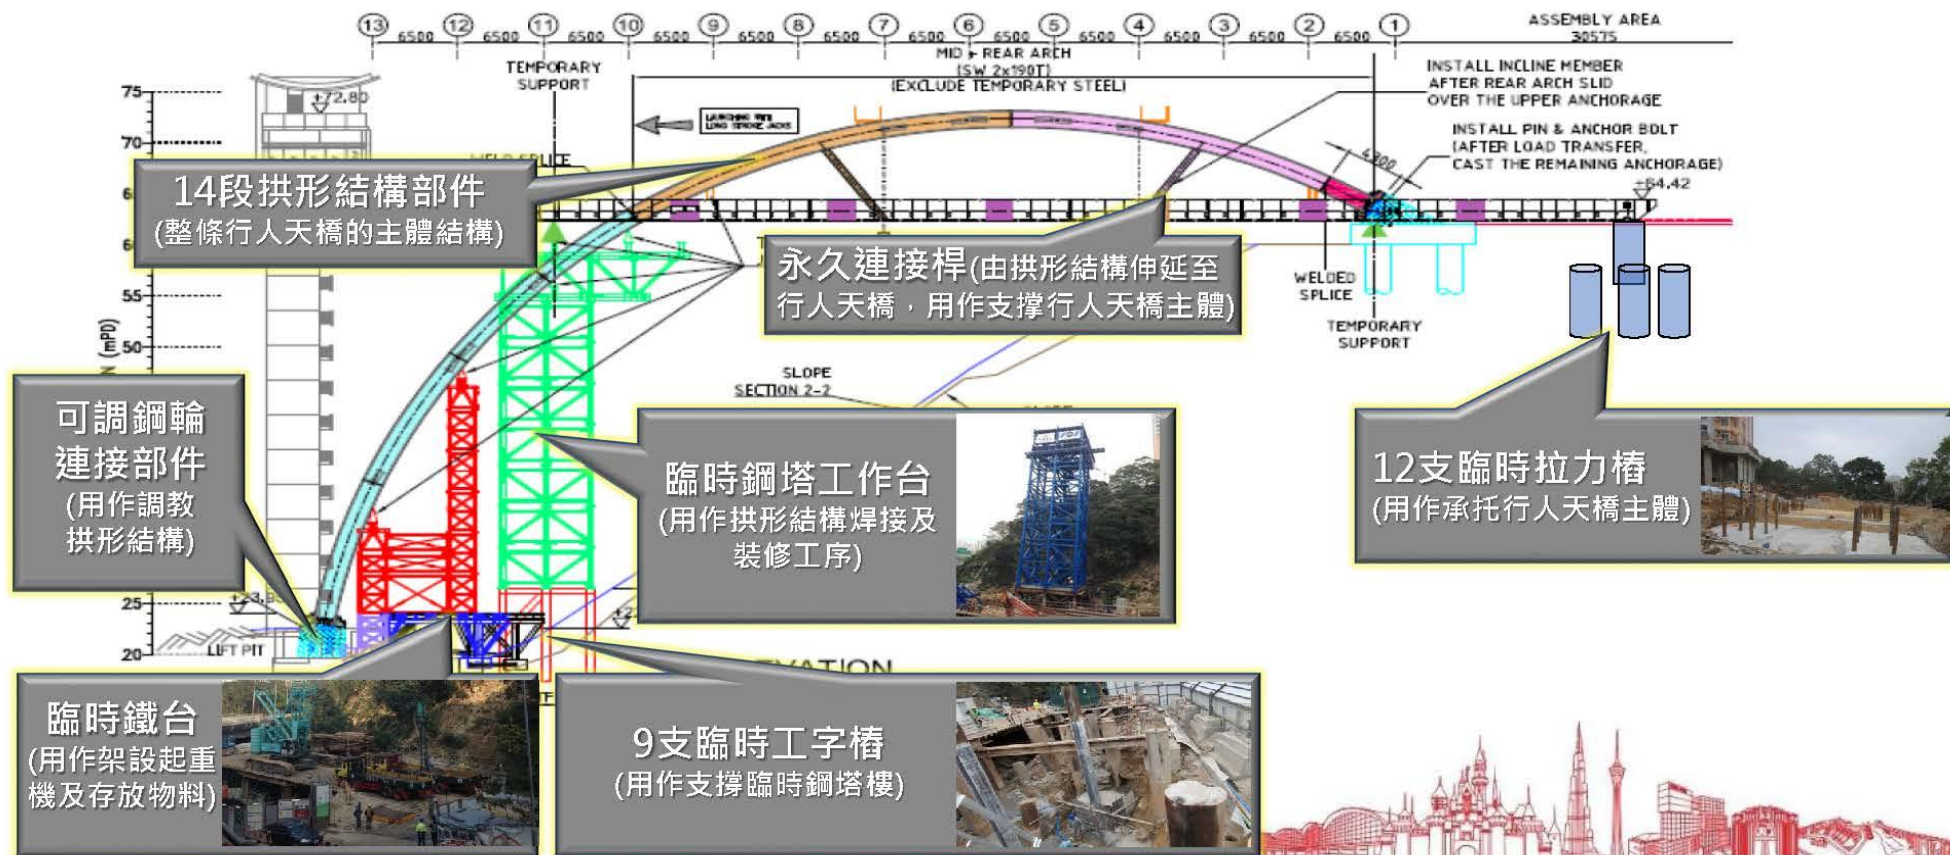 13 12 11 10 9 8 7 6 5 4 3 2 1
6500 6500 6500 6500 6500 6500 6500 6500 6500 6500 6500 6500
ASSEMBLY AREA
30575
TEMPORARY
SUPPORT
MID + REAR ARCH
(SW 2x190T)
(EXCLUDE TEMPORARY STEEL)
INSTALL INCLINE MEMBER
AFTER REAR ARCH SLID
OVER THE UPPER ANCHORAGE
INSTALL PIN & ANCHOR BOLT
(AFTER LOAD TRANSFER,
CAST THE REMAINING ANCHORAGE)
LAUNCHING WITH
LONG STROKE JACKS
+72.80
4300
+64.42
75
70
55
50
25
20
(mPD)
14段拱形結構部件
(整條行人天橋的主體結構)
永久連接桿(由拱形結構伸延至
行人天橋，用作支撐行人天橋主體)
WELDED
SPLICE
TEMPORARY
SUPPORT
SLOPE
SECTION 2-2
可調鋼輪
連接部件
(用作調教
拱形結構)
臨時鋼塔工作台
(用作拱形結構焊接及
裝修工序)
12支臨時拉力樁
(用作承托行人天橋主體)
LIFT PIT
臨時鐵台
(用作架設起重
機及存放物料)
9支臨時工字樁
(用作支撐臨時鋼塔樓)